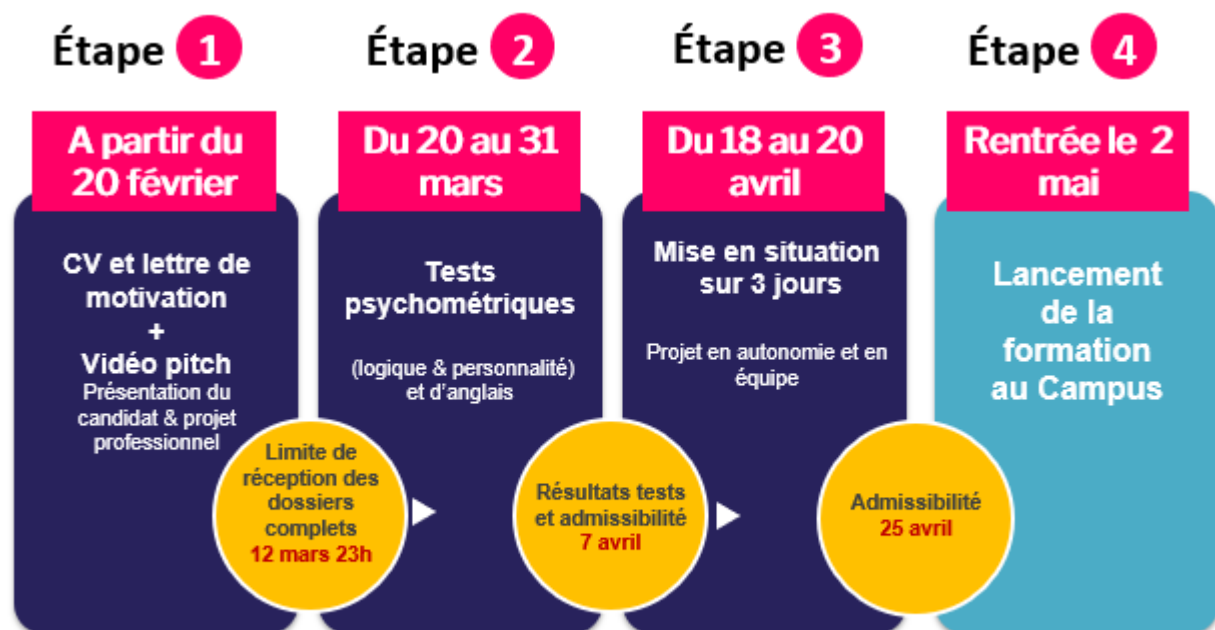 Étape 1
A partir du
20 février
CV et lettre de
motivation
+
Vidéo pitch
Présentation du
candidat & projet
professionnel
Limite de
réception des
dossiers
complets
12 mars 23h
Étape 2
Du 20 au 31
mars
Tests
psychométriques
(logique & personnalité)
et d'anglais
Résultats tests
et admissibilité
7 avril
Étape 3
Du 18 au 20
avril
Mise en situation
sur 3 jours
Projet en autonomie et en
équipe
Admissibilité
25 avril
Étape 4
Rentrée le 2
mai
Lancement
de la
formation
au Campus